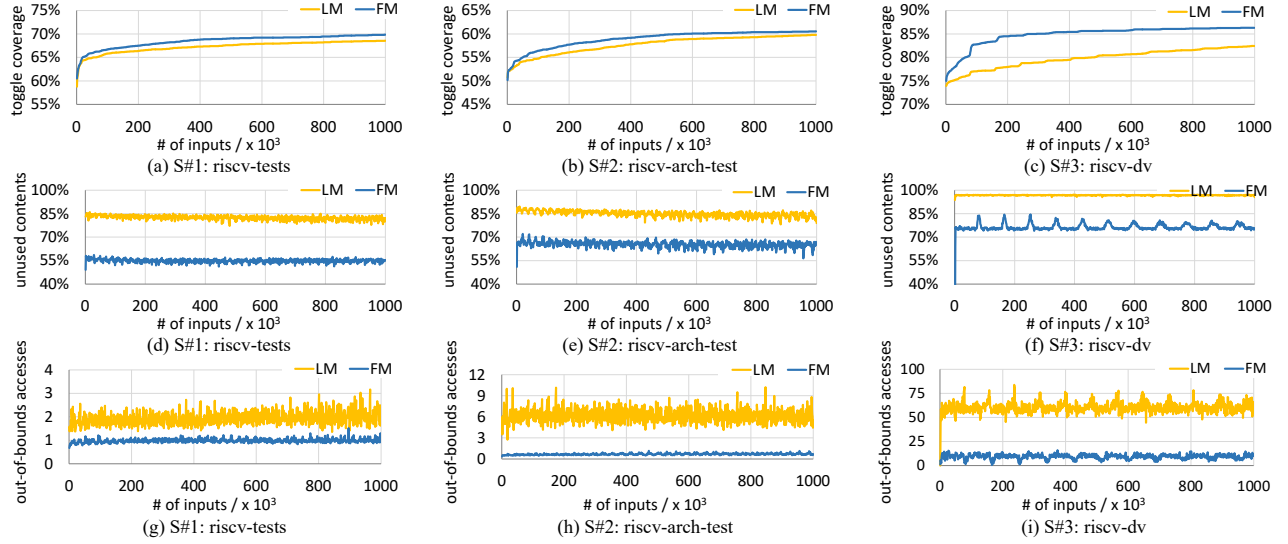 toggle coverage
75%
70%
65%
60%
55%
LM
FM
0
200
400
600
800
1000
# of inputs / x 10³
(a) S#1: riscv-tests
toggle coverage
65%
60%
55%
50%
45%
LM
FM
0
200
400
600
800
1000
# of inputs / x 10³
(b) S#2: riscv-arch-test
toggle coverage
90%
85%
80%
75%
70%
LM
FM
0
200
400
600
800
1000
# of inputs / x 10³
(c) S#3: riscv-dv
unused contents
100%
85%
70%
55%
40%
LM
FM
0
200
400
600
800
1000
# of inputs / x 10³
(d) S#1: riscv-tests
unused contents
100%
85%
70%
55%
40%
LM
FM
0
200
400
600
800
1000
# of inputs / x 10³
(e) S#2: riscv-arch-test
unused contents
100%
85%
70%
55%
40%
LM
FM
0
200
400
600
800
1000
# of inputs / x 10³
(f) S#3: riscv-dv
out-of-bounds accesses
4
3
2
1
0
LM
FM
0
200
400
600
800
1000
# of inputs / x 10³
(g) S#1: riscv-tests
out-of-bounds accesses
12
9
6
3
0
LM
FM
0
200
400
600
800
1000
# of inputs / x 10³
(h) S#2: riscv-arch-test
out-of-bounds accesses
100
75
50
25
0
LM
FM
0
200
400
600
800
1000
# of inputs / x 10³
(i) S#3: riscv-dv